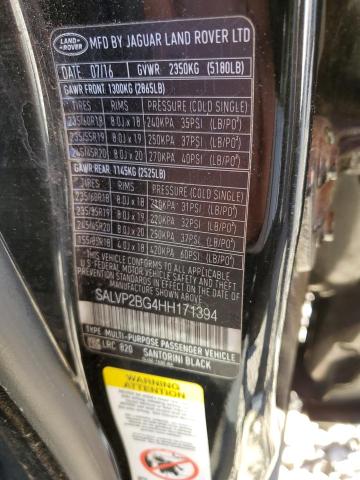 LAND ROVER MFD BY JAGUAR LAND ROVER LTD
DATE 07/16 GVWR 2350KG (5180LB)
GAWR FRONT 1300KG (2865LB)
TIRES RIMS PRESSURE (COLD SINGLE)
235/60R18 8.0J x 18 240KPA 35PSI (LB/PO²)
235/55R19 8.0J x 19 250KPA 37PSI (LB/PO²)
245/45R20 8.0J x 20 270KPA 40PSI (LB/PO²)
GAWR REAR 1145KG (2525LB)
TIRES RIMS PRESSURE (COLD SINGLE)
235/60R18 8.0J x 18 210KPA 31PSI (LB/PO²)
235/55R19 8.0J x 19 220KPA 32PSI (LB/PO²)
245/45R20 8.0J x 20 250KPA 37PSI (LB/PO²)
155/85R18 4.0J x 18 420KPA 60PSI (LB/PO²)
THIS VEHICLE CONFORMS TO ALL APPLICABLE
U.S. FEDERAL MOTOR VEHICLE SAFETY, BUMPER AND THEFT
PREVENTION STANDARDS IN EFFECT ON THE DATE OF
MANUFACTURE SHOWN ABOVE
SALVP2BG4HH171394
TYPE: MULTI-PURPOSE PASSENGER VEHICLE
LRC 820 SANTORINI BLACK
WARNING